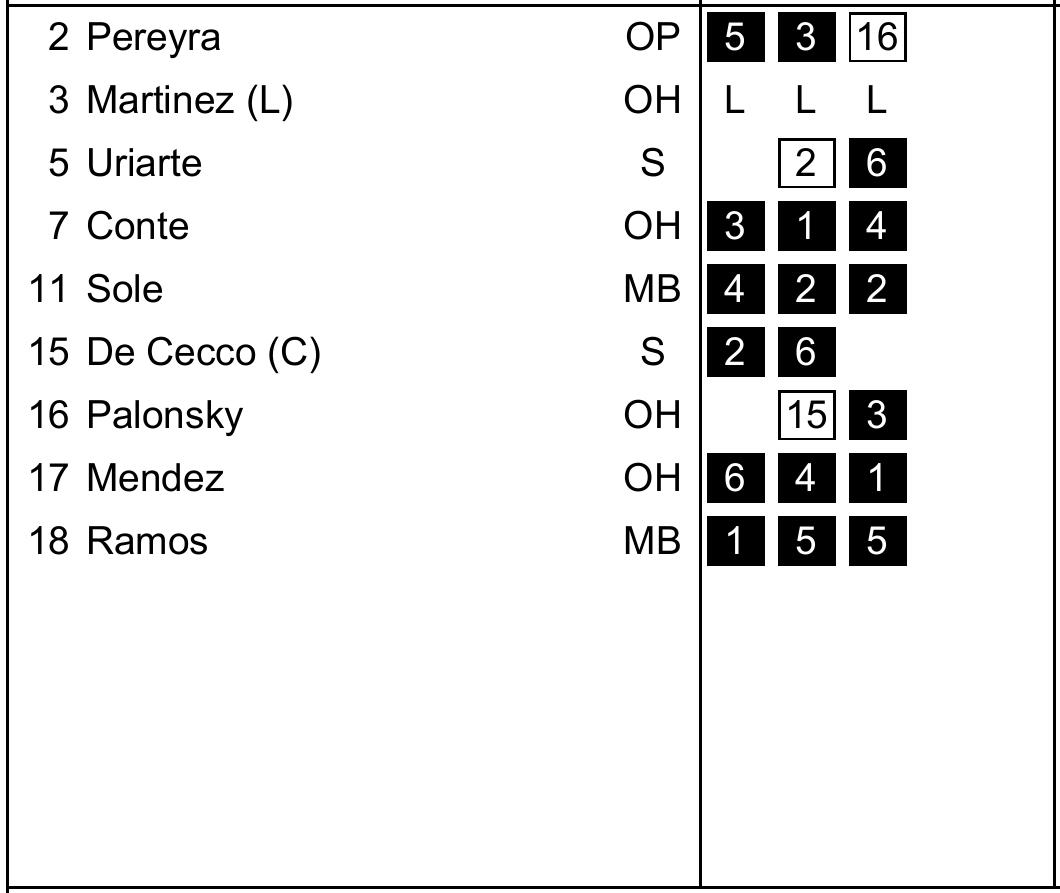 2 Pereyra OP 5 3 16
3 Martinez (L) OH L L L
5 Uriarte S 2 6
7 Conte OH 3 1 4
11 Sole MB 4 2 2
15 De Cecco (C) S 2 6
16 Palonsky OH 15 3
17 Mendez OH 6 4 1
18 Ramos MB 1 5 5